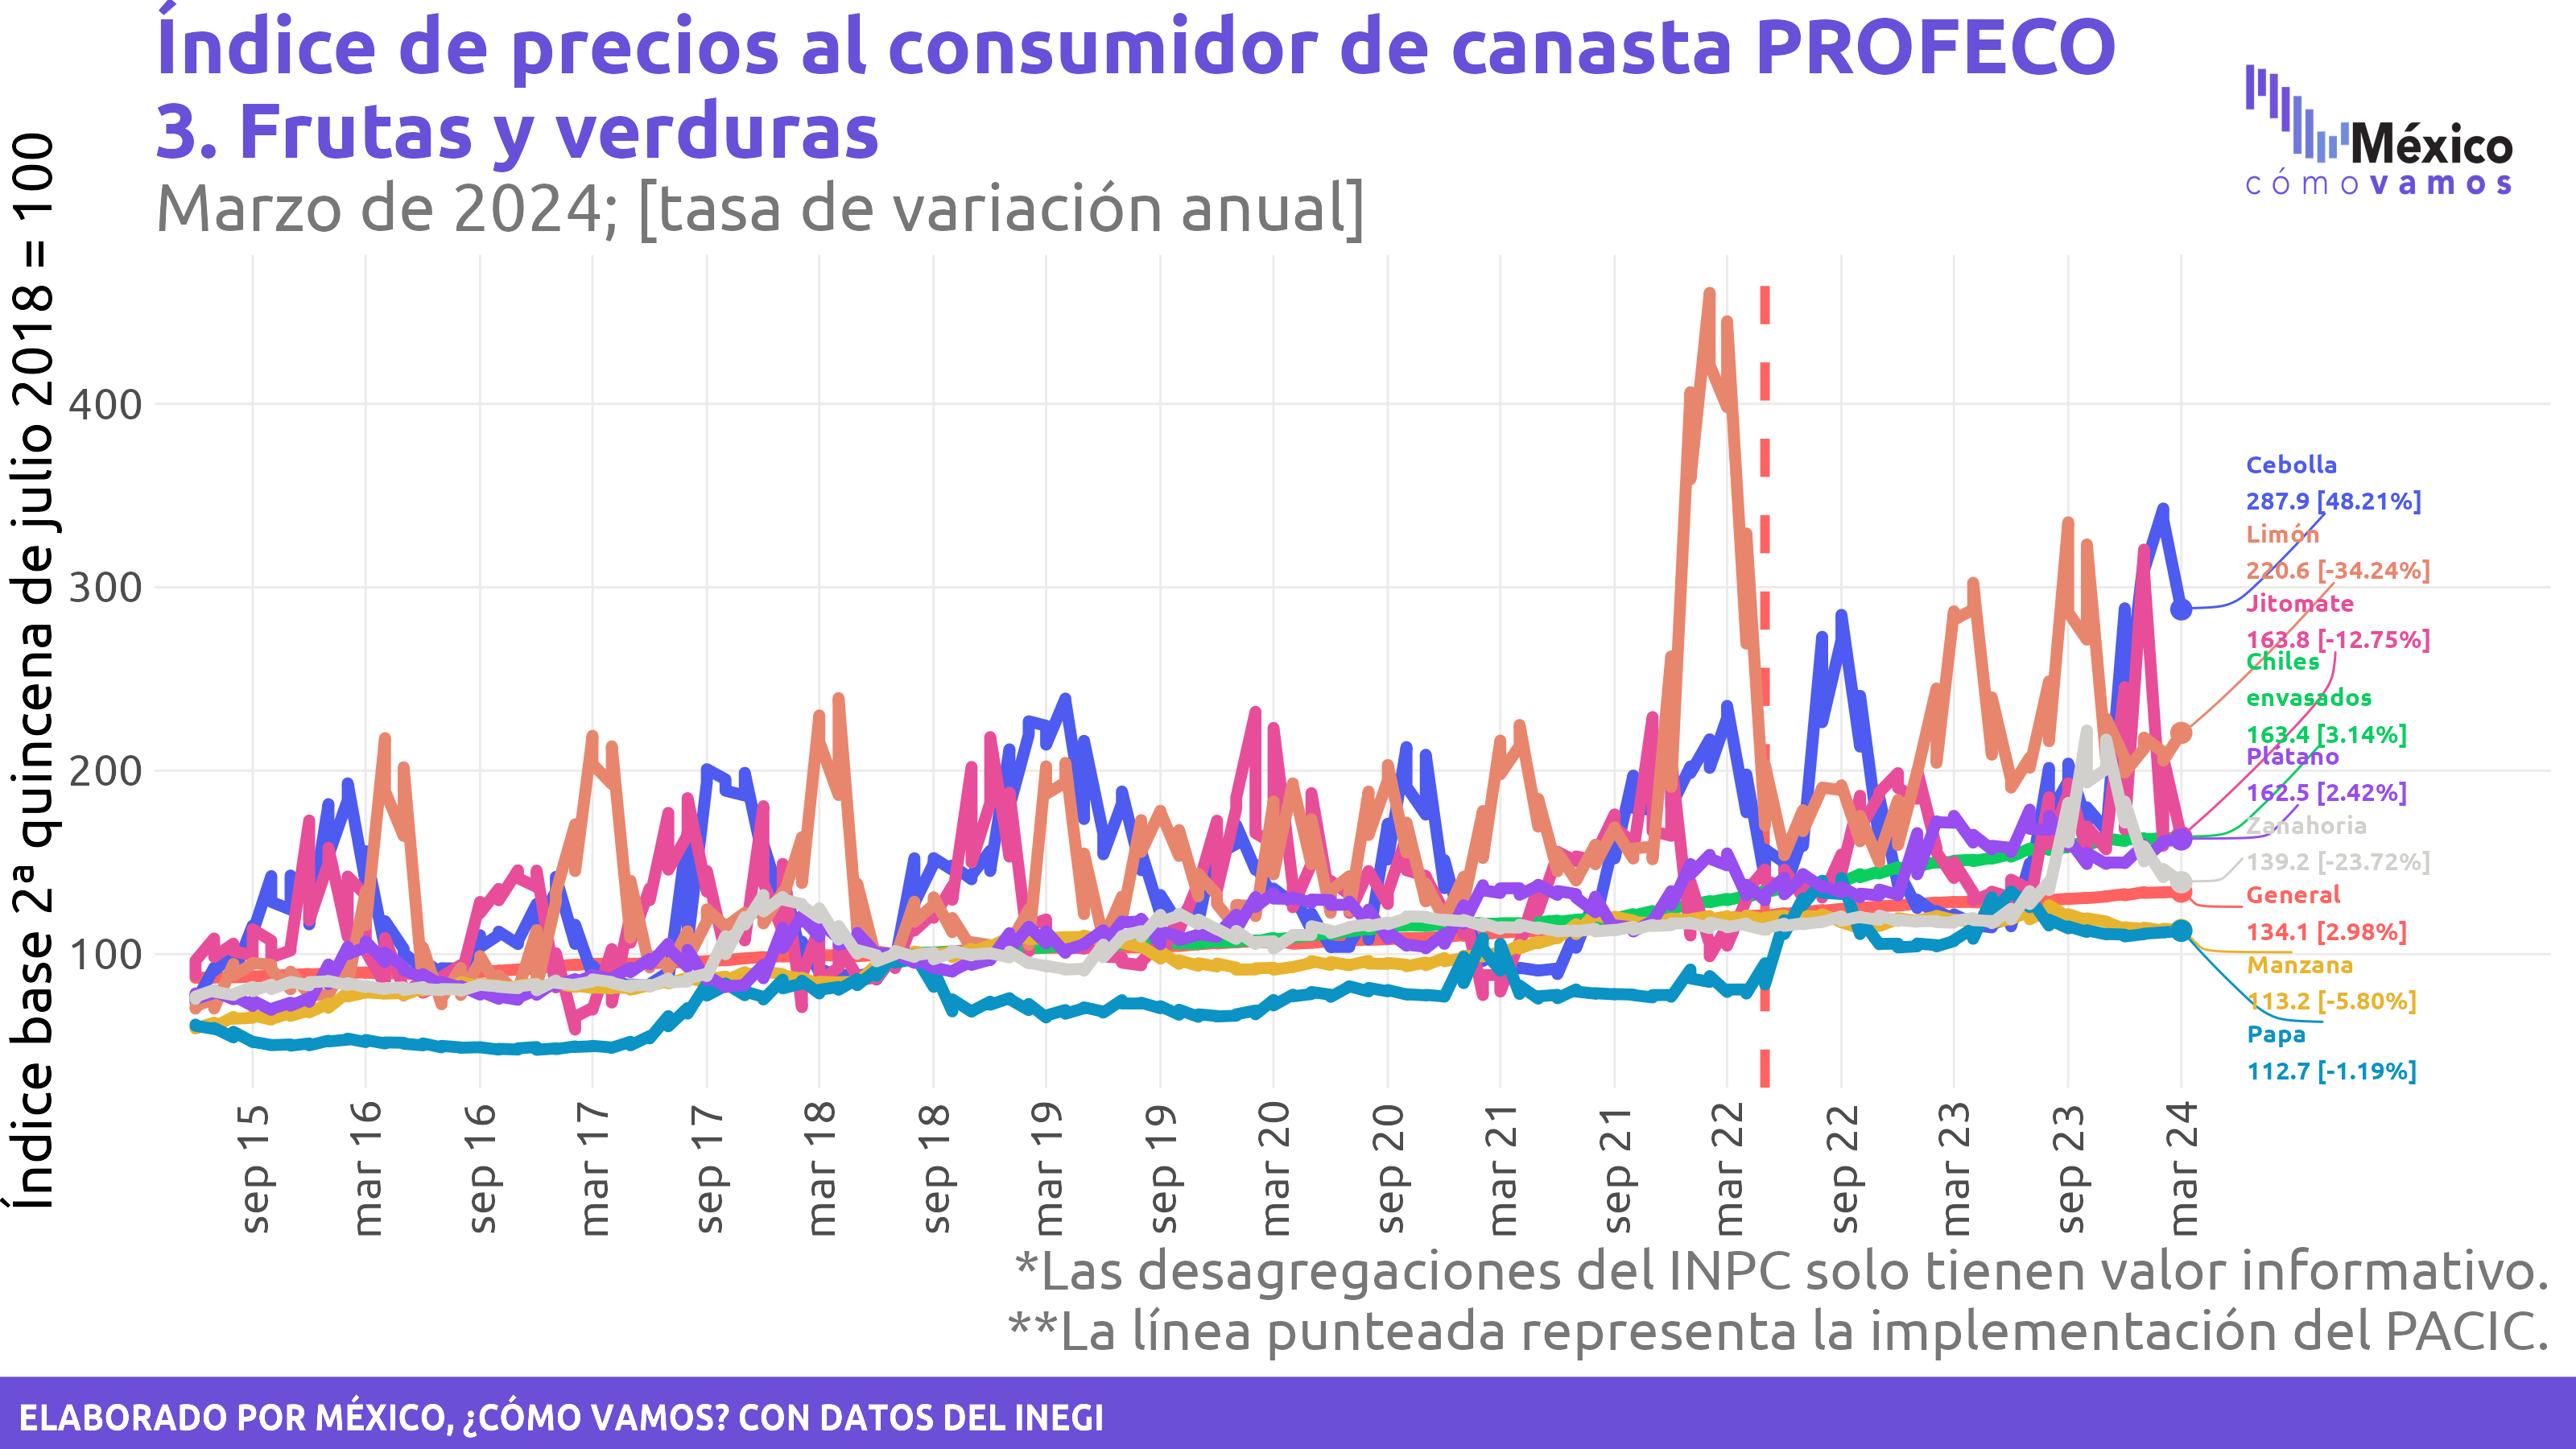 Índice de precios al consumidor de canasta PROFECO
3. Frutas y verduras
Marzo de 2024; [tasa de variación anual]
México
cómo vamos
Índice base 2ª quincena de julio 2018 = 100
400
300
200
100
Cebolla
287.9 [48.21%]
Limón
220.6 [-34.24%]
Jitomate
163.8 [-12.75%]
Chiles
envasados
163.4 [3.14%]
Plátano
162.5 [2.42%]
Zanahoria
139.2 [-23.72%]
General
134.1 [2.98%]
Manzana
113.2 [-5.80%]
Papa
112.7 [-1.19%]
sep 15
mar 16
sep 16
mar 17
sep 17
mar 18
sep 18
mar 19
sep 19
mar 20
sep 20
mar 21
sep 21
mar 22
sep 22
mar 23
sep 23
mar 24
*Las desagregaciones del INPC solo tienen valor informativo.
**La línea punteada representa la implementación del PACIC.
ELABORADO POR MÉXICO, ¿CÓMO VAMOS? CON DATOS DEL INEGI